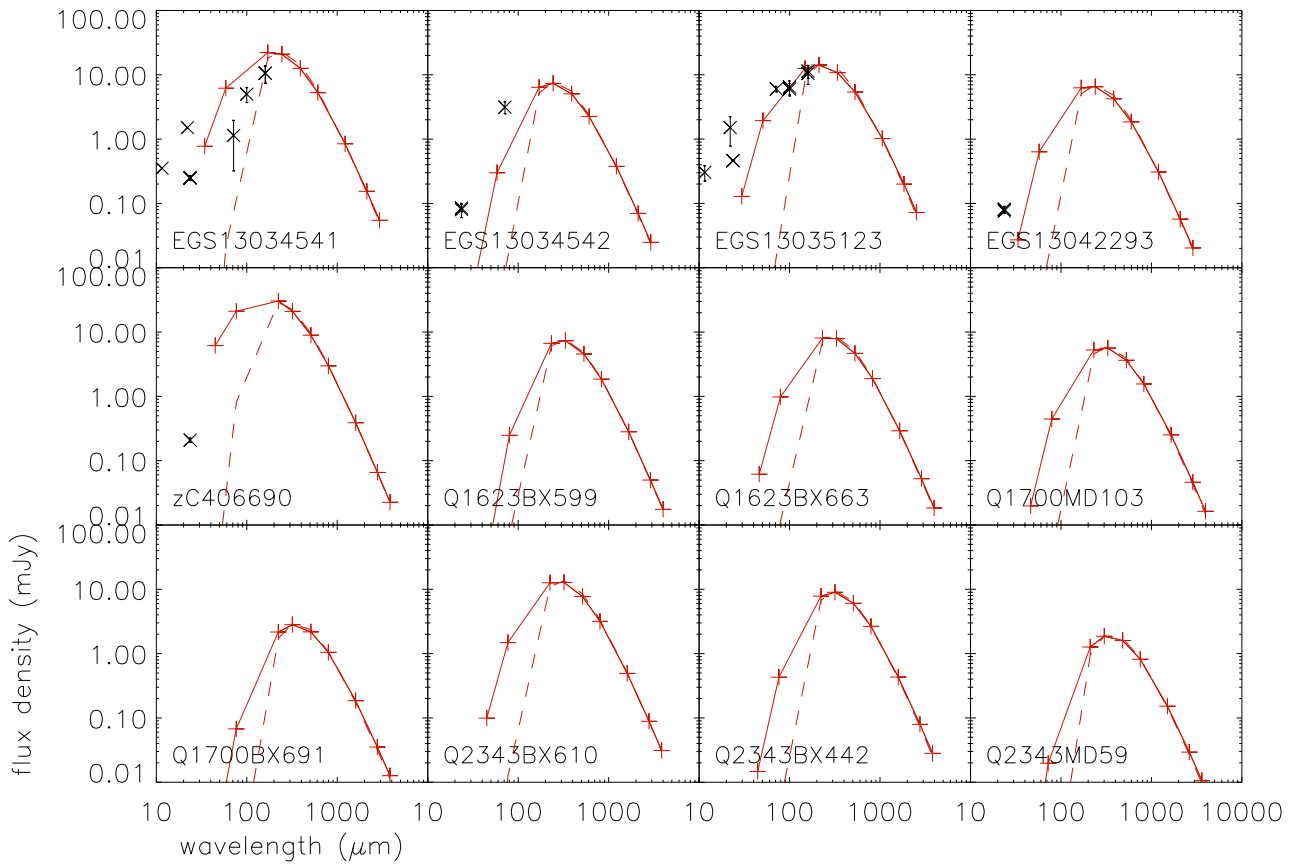 100.00
10.00
1.00
0.10
0.01
EGS13034541
EGS13034542
EGS13035123
EGS13042293
10.00
1.00
0.10
0.01
zC406690
Q1623BX599
Q1623BX663
Q1700MD103
100.00
10.00
1.00
0.10
0.01
Q1700BX691
Q2343BX610
Q2343BX442
Q2343MD59
10 100 1000 10 100 1000 10 100 1000 10 100 1000 10000
flux density (mJy)
wavelength (μm)